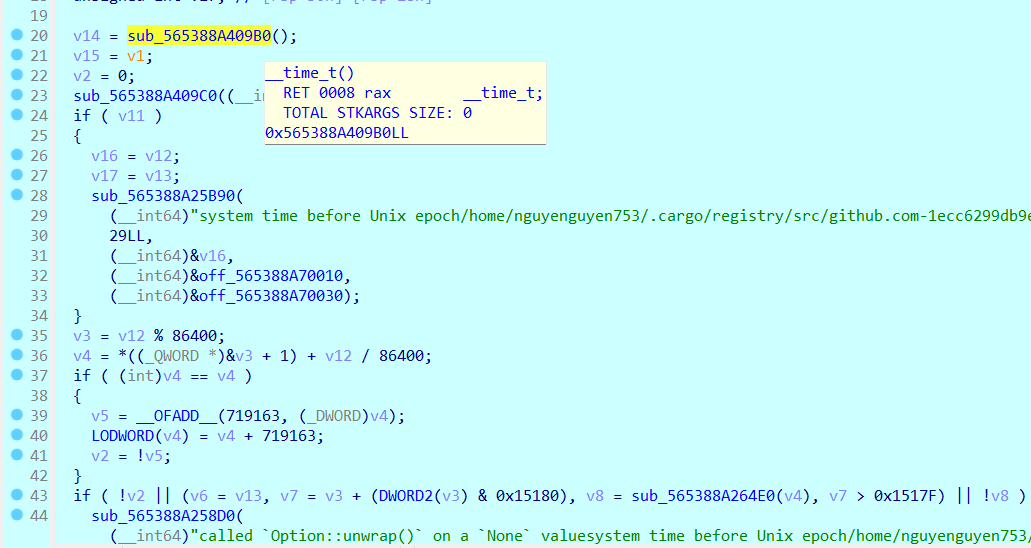 19
20 v14 = sub_565388A409B0();
21 v15 = v1;
22 v2 = 0;
23 sub_565388A409C0((__i
24 if ( v11 )
25 {
26 v16 = v12;
27 v17 = v13;
28 sub_565388A25B90(
29 (__int64)"system time before Unix epoch/home/nguyenguyen753/.cargo/registry/src/github.com-1ecc6299db9e
30 29LL,
31 (__int64)&v16,
32 (__int64)&off_565388A70010,
33 (__int64)&off_565388A70030);
34 }
35 v3 = v12 % 86400;
36 v4 = *((_QWORD *)&v3 + 1) + v12 / 86400;
37 if ( (int)v4 == v4 )
38 {
39 v5 = __OFADD__(719163, (_DWORD)v4);
40 LODWORD(v4) = v4 + 719163;
41 v2 = !v5;
42 }
43 if ( !v2 || (v6 = v13, v7 = v3 + (DWORD2(v3) & 0x15180), v8 = sub_565388A264E0(v4), v7 > 0x1517F) || !v8 )
44 sub_565388A258D0(
(__int64)"called `Option::unwrap()` on a `None` valuesystem time before Unix epoch/home/nguyenguyen753/
__time_t()
RET 0008 rax __time_t;
TOTAL STKARGS SIZE: 0
0x565388A409B0LL